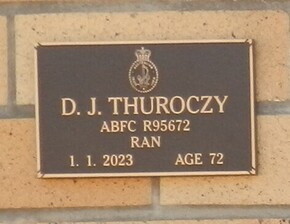 D. J. THUROCZY
ABFC R95672
RAN
1. 1. 2023 AGE 72